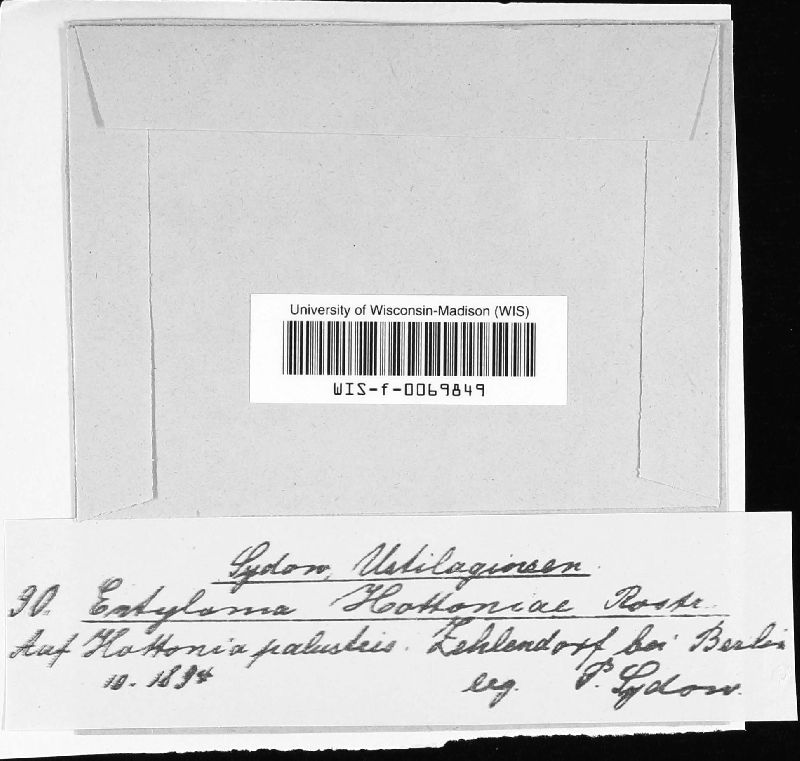 University of Wisconsin-Madison (WIS)
WIS-f-0069849
Sydow, Ustilagineen.
90. Entyloma Hottoniae Rostr.
Auf Hottonia palustris. Zehlendorf bei Berlin
10. 1894 leg. P. Sydow.